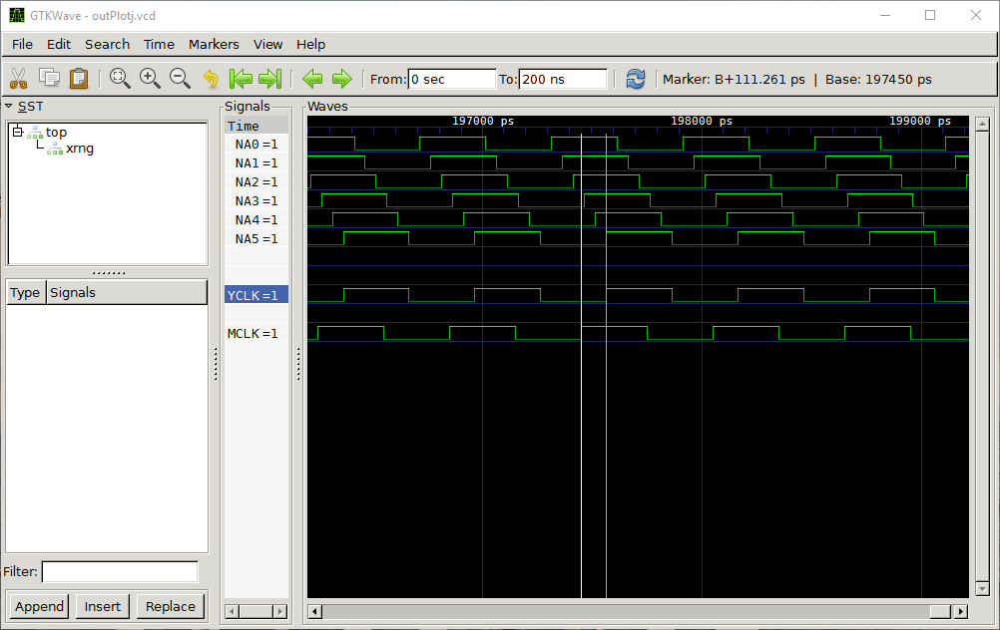 GTKWave - outPlotj.vcd
File Edit Search Time Markers View Help
From: 0 sec To: 200 ns Marker: B+111.261 ps | Base: 197450 ps
SST
top
xrng
Type Signals
Filter:
Append Insert Replace
Signals
Time
NA0 =1
NA1 =1
NA2 =1
NA3 =1
NA4 =1
NA5 =1
YCLK =1
MCLK =1
Waves
197000 ps 198000 ps 199000 ps